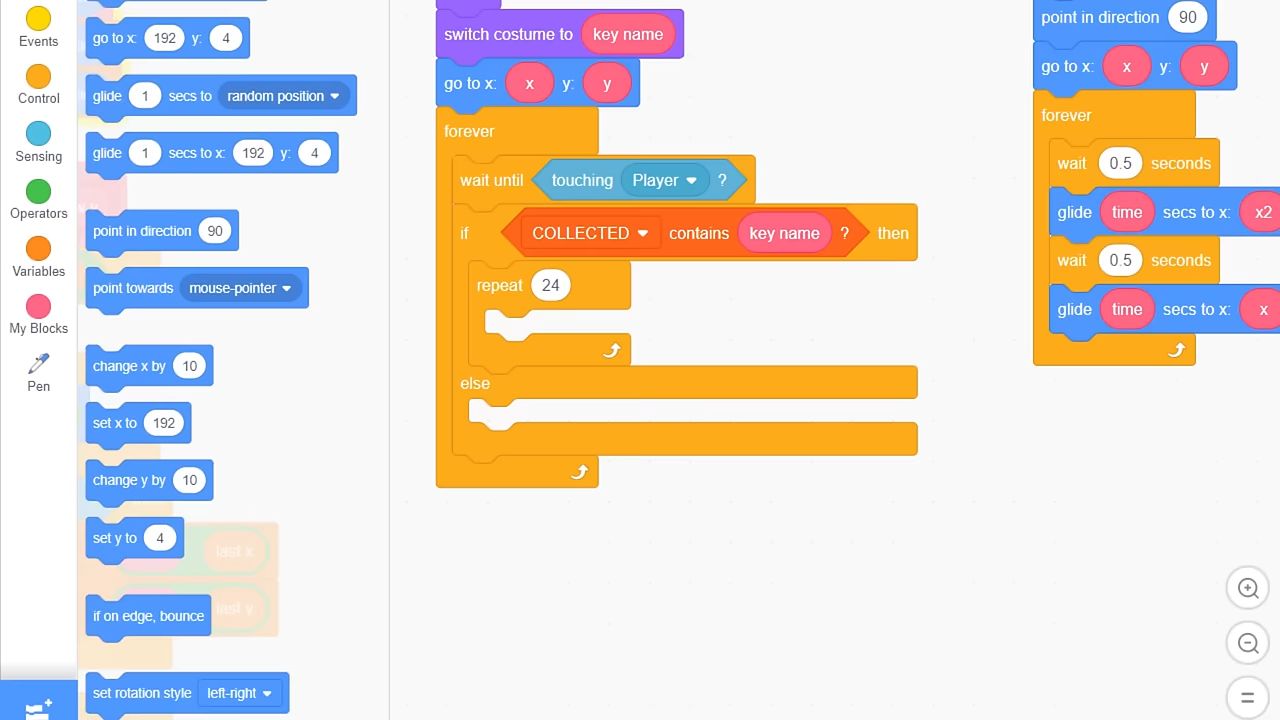 Events
Control
Sensing
Operators
Variables
My Blocks
Pen
go to x: 192 y: 4
glide 1 secs to random position
glide 1 secs to x: 192 y: 4
point in direction 90
point towards mouse-pointer
change x by 10
set x to 192
change y by 10
set y to 4
last x
if on edge, bounce
last y
set rotation style left-right
switch costume to key name
go to x: x y: y
forever
wait until touching Player ?
if COLLECTED contains key name ? then
repeat 24
else
point in direction 90
go to x: x y: y
forever
wait 0.5 seconds
glide time secs to x: x2
wait 0.5 seconds
glide time secs to x: x